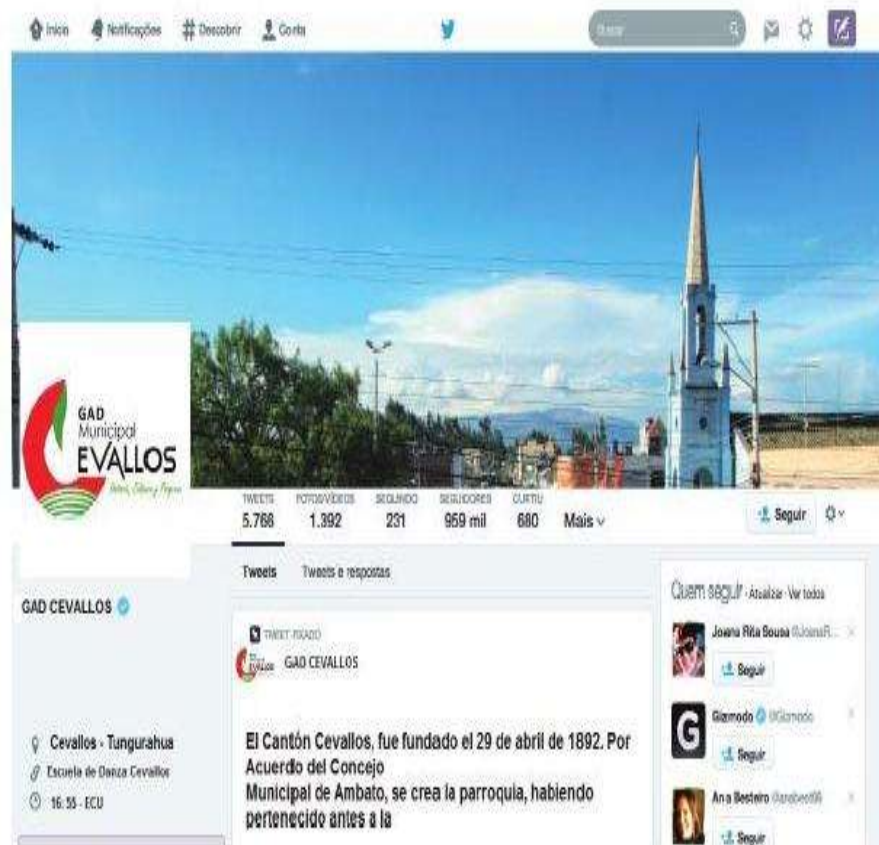 Início Notificações # Descobrir Conta
GAD
Municipal
EVALLOS
TWEETS FOTOS/VÍDEOS SEGUINDO SEGUIDORES CURTIU
5.768 1.392 231 959 mil 680 Mais
Seguir
Tweets Tweets e respostas
GAD CEVALLOS
Cevallos - Tungurahua
Escuela de Danza Cevallos
16:55 - ECU
TWEET FIXADO
GAD CEVALLOS
El Cantón Cevallos, fue fundado el 29 de abril de 1892. Por
Acuerdo del Concejo
Municipal de Ambato, se crea la parroquia, habiendo
pertenecido antes a la
Quem seguir · Atualizar · Ver todos
Joana Rita Sousa @JoanaR...
Seguir
G
Gizmodo @Gizmodo
Seguir
Ana Besteiro
Seguir